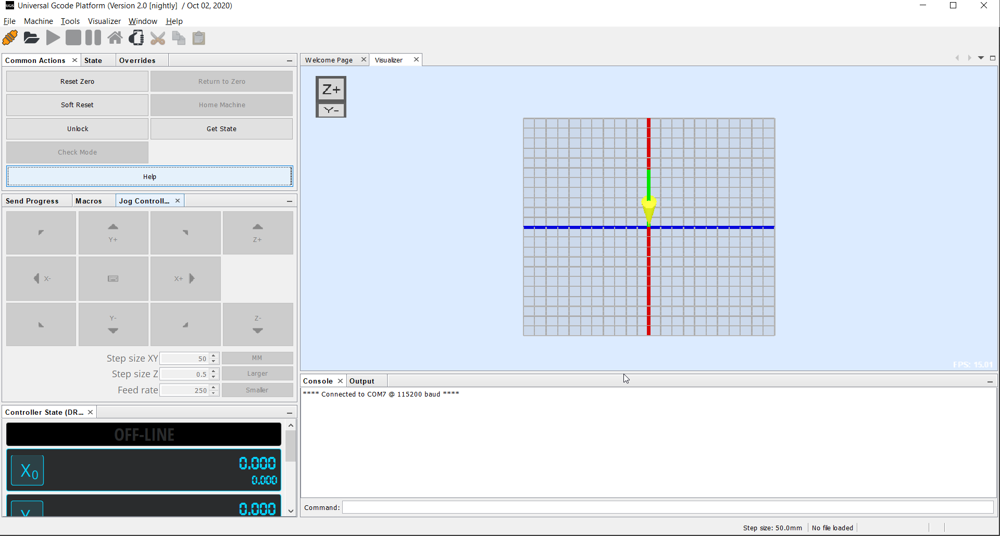 UGS Universal Gcode Platform (Version 2.0 [nightly] / Oct 02, 2020)
File Machine Tools Visualizer Window Help
Common Actions State Overrides
Reset Zero Return to Zero
Soft Reset Home Machine
Unlock Get State
Check Mode
Help
Send Progress Macros Jog Controll...
Y+ Z+
X- X+
Y- Z-
Step size XY 50 MM
Step size Z 0.5 Larger
Feed rate 250 Smaller
Controller State (DR...
OFF-LINE
X0 0.000
0.000
Y 0.000
Welcome Page Visualizer
Z+
Y-
FPS: 15.01
Console Output
**** Connected to COM7 @ 115200 baud ****
Command:
Step size: 50.0mm No file loaded